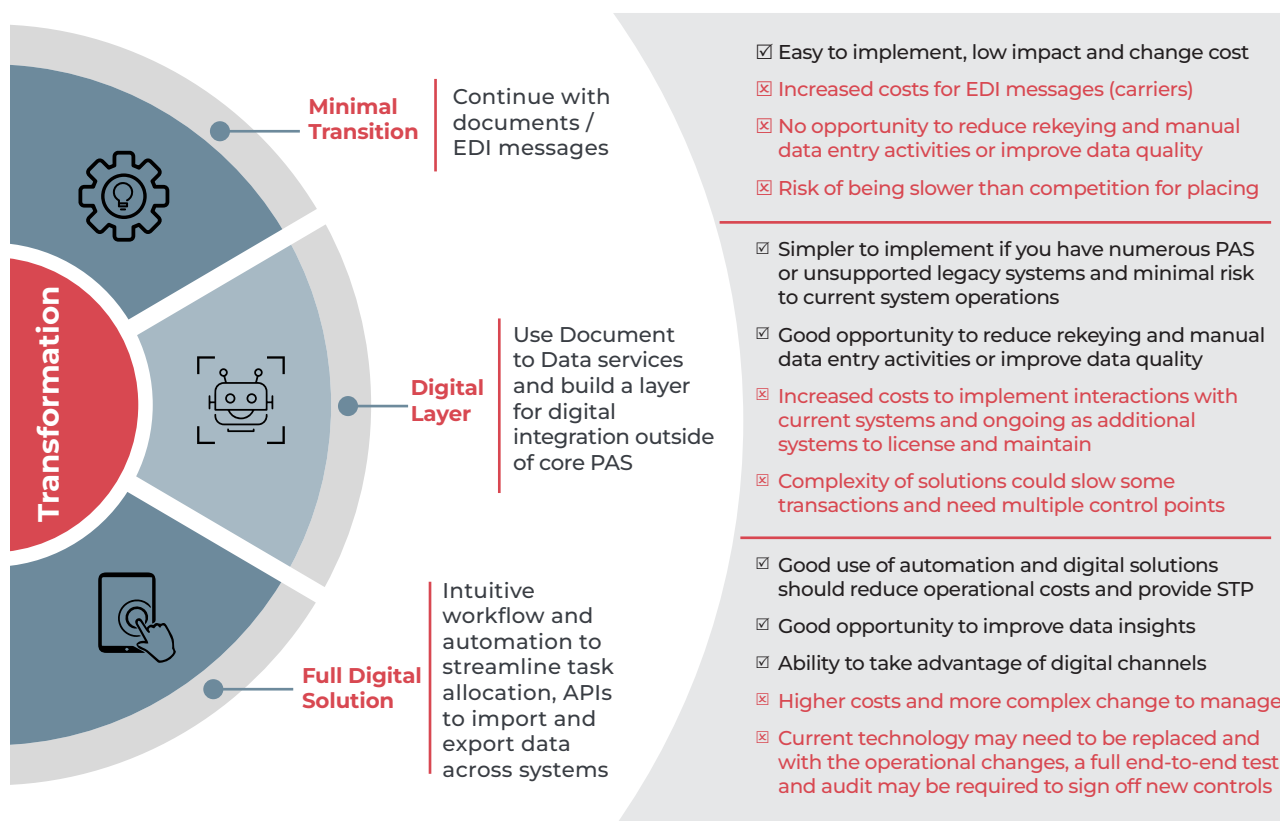 Transformation
Minimal
Transition
Continue with
documents /
EDI messages
☑ Easy to implement, low impact and change cost
☒ Increased costs for EDI messages (carriers)
☒ No opportunity to reduce rekeying and manual
data entry activities or improve data quality
☒ Risk of being slower than competition for placing
Digital
Layer
Use Document
to Data services
and build a layer
for digital
integration outside
of core PAS
☑ Simpler to implement if you have numerous PAS
or unsupported legacy systems and minimal risk
to current system operations
☑ Good opportunity to reduce rekeying and manual
data entry activities or improve data quality
☒ Increased costs to implement interactions with
current systems and ongoing as additional
systems to license and maintain
☒ Complexity of solutions could slow some
transactions and need multiple control points
Full Digital
Solution
Intuitive
workflow and
automation to
streamline task
allocation, APIs
to import and
export data
across systems
☑ Good use of automation and digital solutions
should reduce operational costs and provide STP
☑ Good opportunity to improve data insights
☑ Ability to take advantage of digital channels
☒ Higher costs and more complex change to manage
☒ Current technology may need to be replaced and
with the operational changes, a full end-to-end test
and audit may be required to sign off new controls